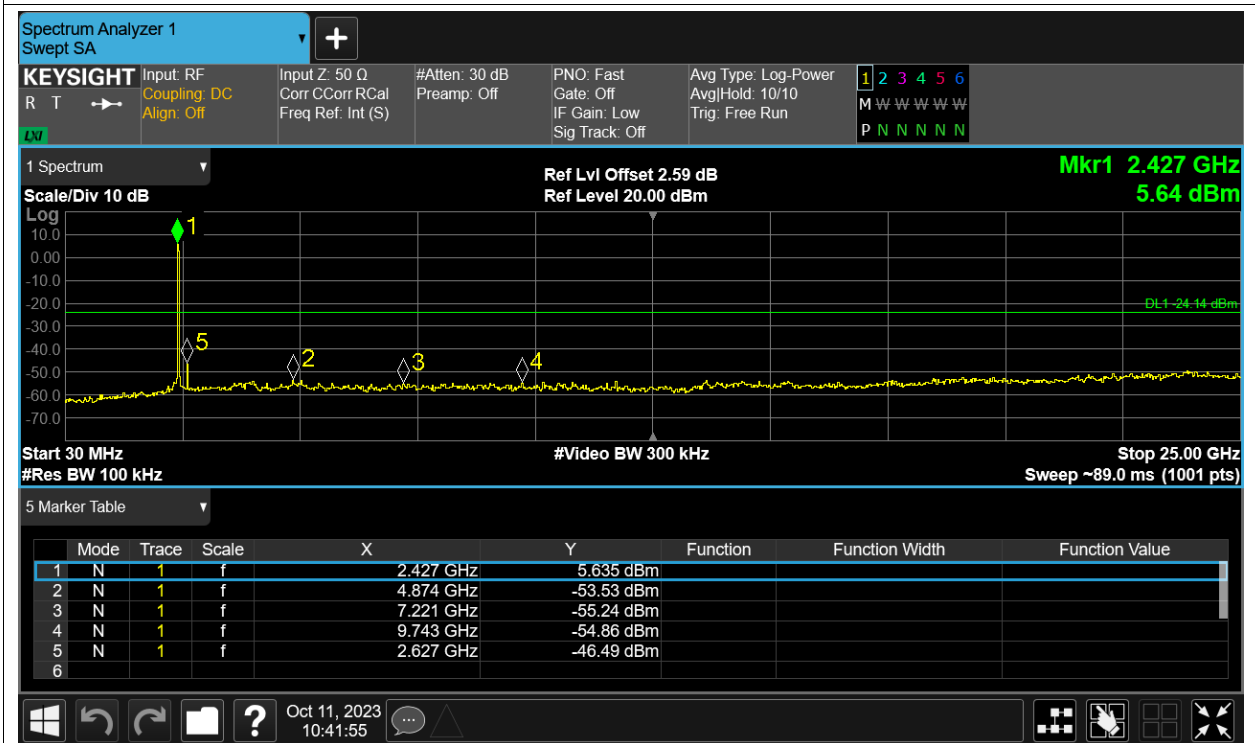 Spectrum Analyzer 1
Swept SA
KEYSIGHT
R T
LXI
Input: RF
Coupling: DC
Align: Off
Input Z: 50 Ω
Corr CCorr RCal
Freq Ref: Int (S)
#Atten: 30 dB
Preamp: Off
PNO: Fast
Gate: Off
IF Gain: Low
Sig Track: Off
Avg Type: Log-Power
Avg|Hold: 10/10
Trig: Free Run
1 2 3 4 5 6
M W W W W W
P N N N N N
1 Spectrum
Scale/Div 10 dB
Ref Lvl Offset 2.59 dB
Ref Level 20.00 dBm
Mkr1 2.427 GHz
5.64 dBm
Log
10.0
0.00
-10.0
-20.0
-30.0
-40.0
-50.0
-60.0
-70.0
1
5
2
3
4
DL1 -24.14 dBm
Start 30 MHz
#Video BW 300 kHz
Stop 25.00 GHz
#Res BW 100 kHz
Sweep ~89.0 ms (1001 pts)
5 Marker Table
Mode Trace Scale X Y Function Function Width Function Value
1 N 1 f 2.427 GHz 5.635 dBm
2 N 1 f 4.874 GHz -53.53 dBm
3 N 1 f 7.221 GHz -55.24 dBm
4 N 1 f 9.743 GHz -54.86 dBm
5 N 1 f 2.627 GHz -46.49 dBm
6
?
Oct 11, 2023
10:41:55